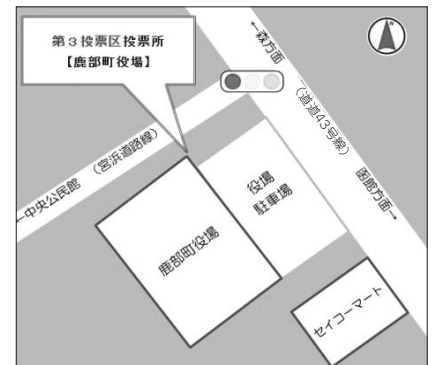 第3投票区投票所
【鹿部町役場】
←森方面
（道道43号線）
函館方面→
←中央公民館 （宮浜道路線）
役場
駐車場
鹿部町役場
セイコーマート